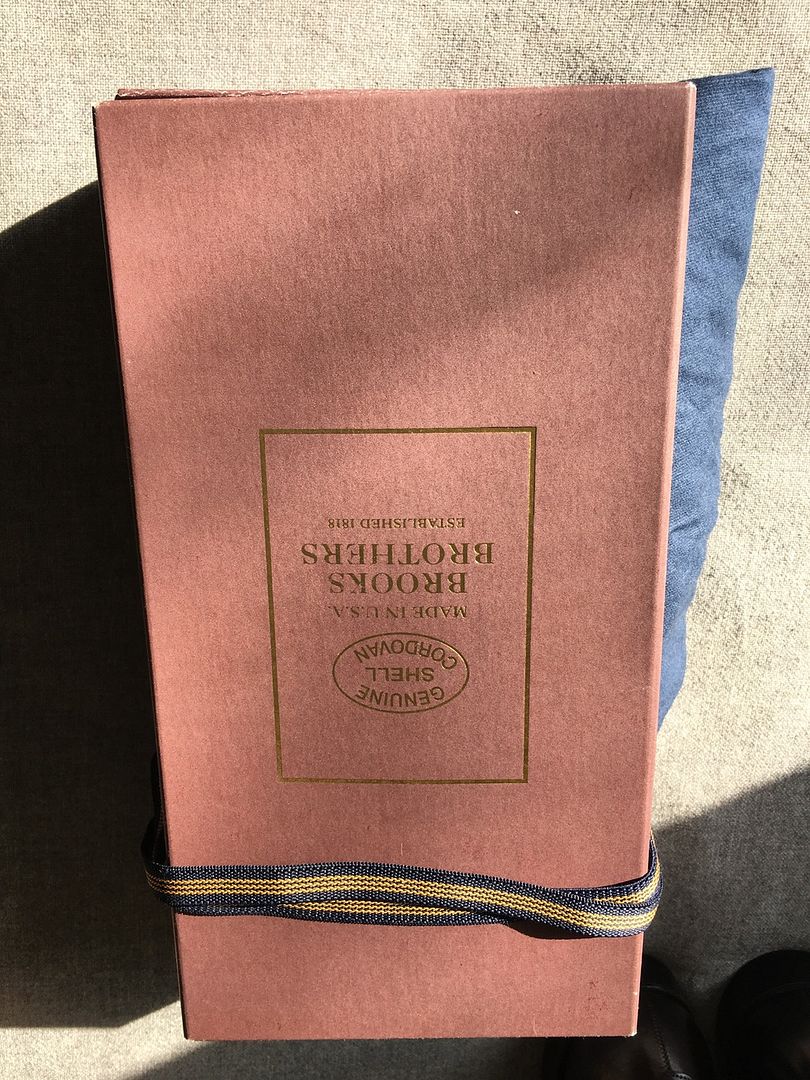 GENUINE
SHELL
CORDOVAN
MADE IN U.S.A.
BROOKS
BROTHERS
ESTABLISHED 1818